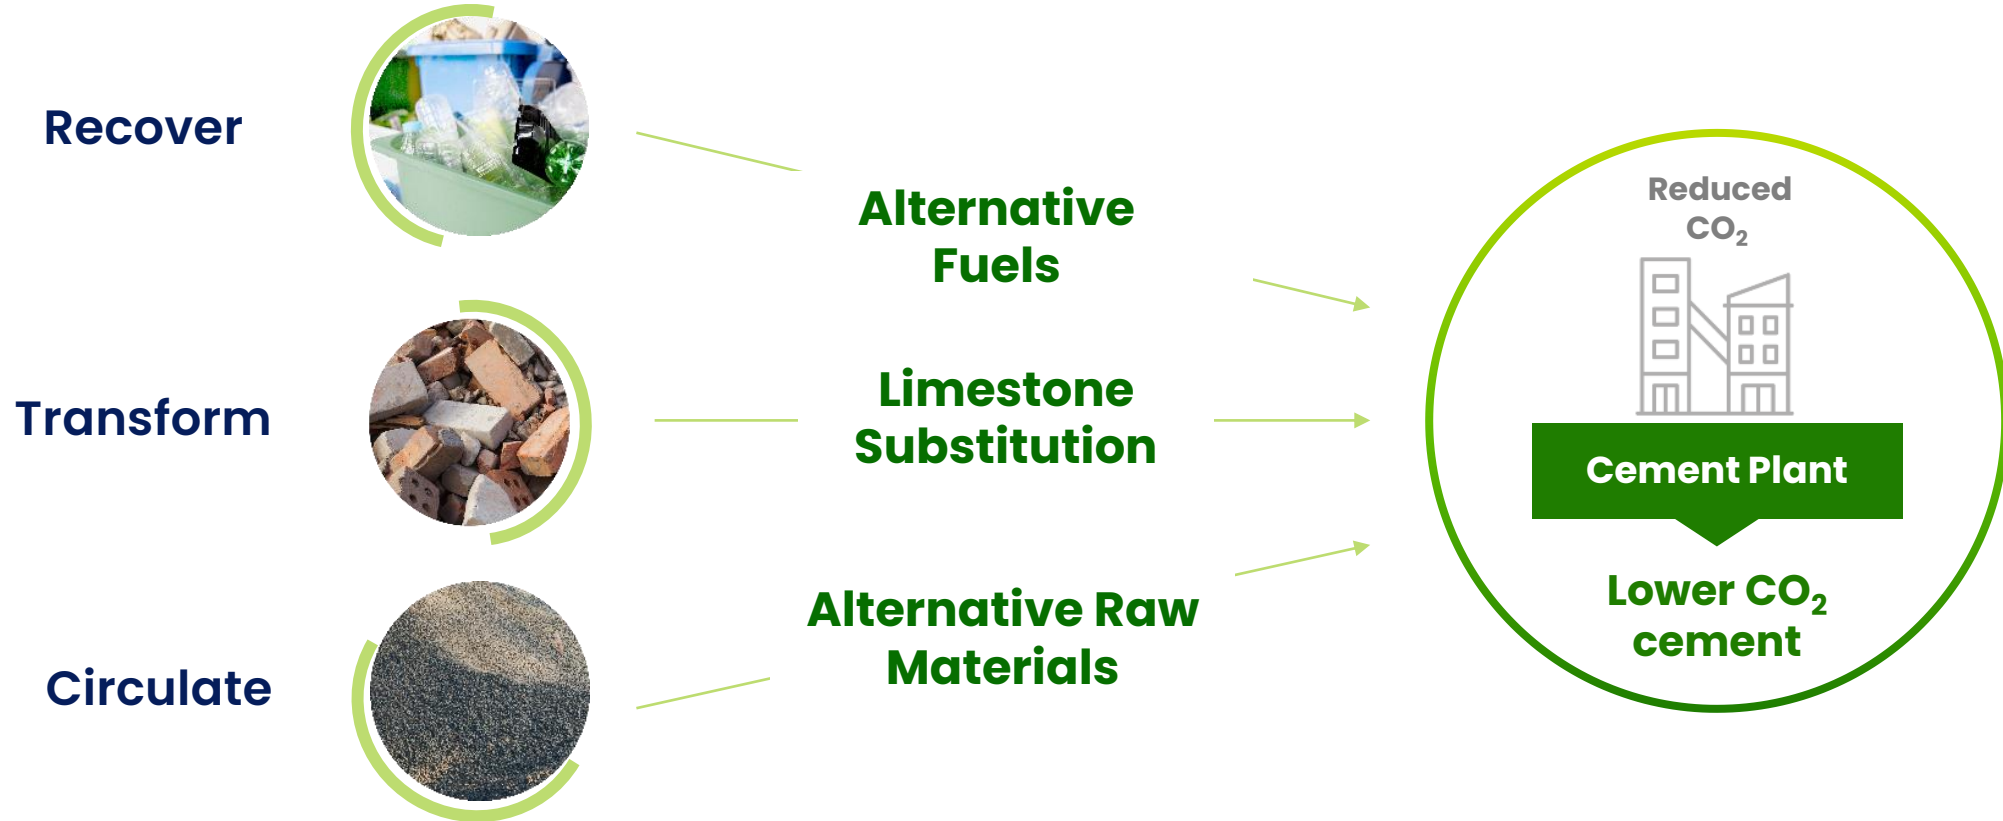 Recover
Alternative
Fuels
Transform
Limestone
Substitution
Circulate
Alternative Raw
Materials
Reduced
CO₂
Cement Plant
Lower CO₂
cement